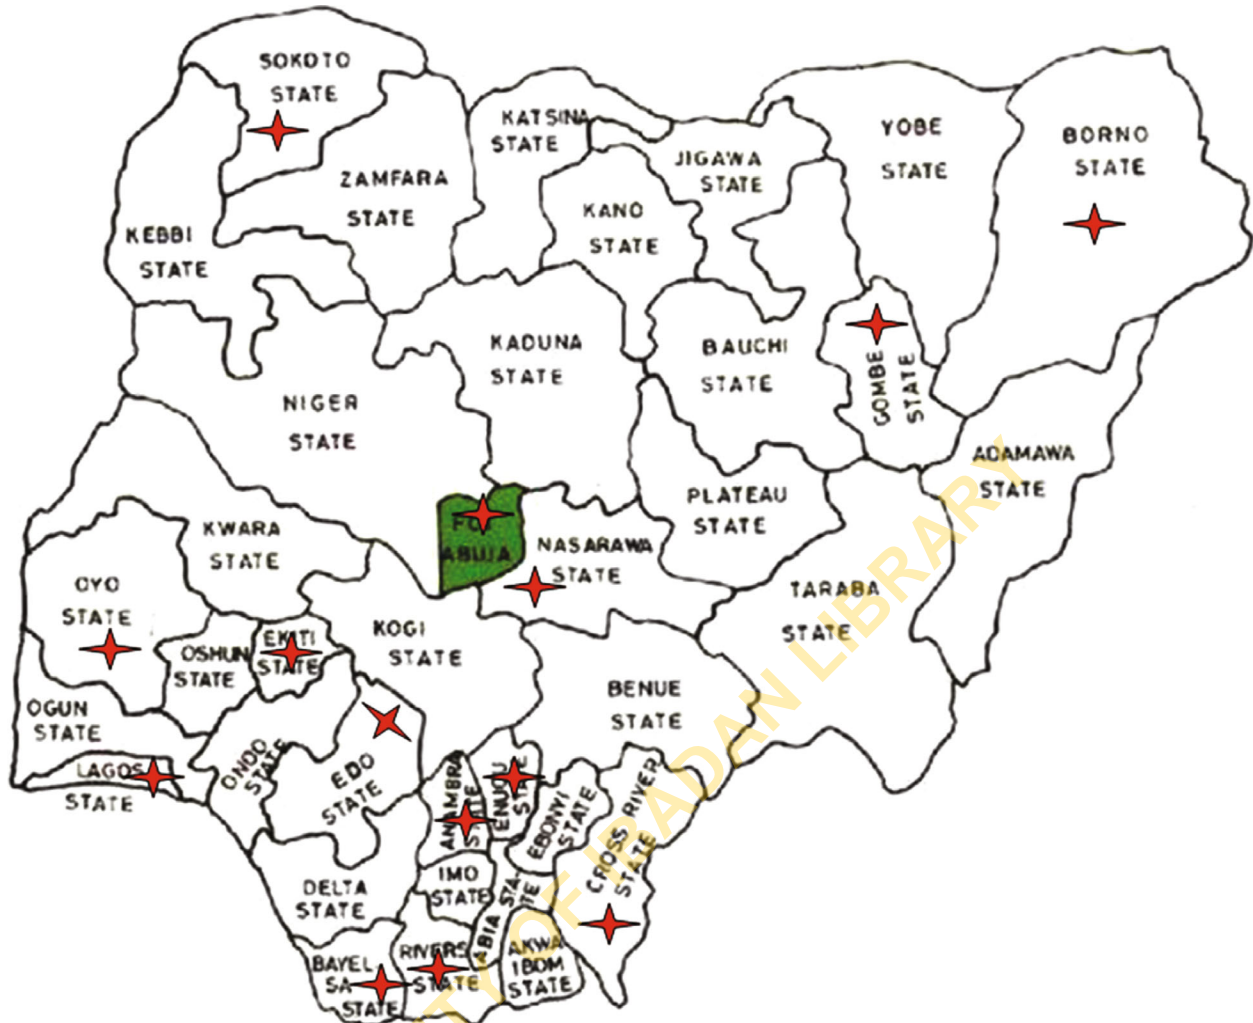 SOKOTO
STATE
KATSINA
STATE
JIGAWA
STATE
YOBE
STATE
BORNO
STATE
ZAMFARA
STATE
KANO
STATE
KEBBI
STATE
KADUNA
STATE
BAUCHI
STATE
GOMBE
STATE
NIGER
STATE
ADAMAWA
STATE
PLATEAU
STATE
KWARA
STATE
ABUJA
NASARAWA
STATE
OYO
STATE
TARABA
STATE
OSHUN
STATE
EKITI
STATE
KOGI
STATE
BENUE
STATE
OGUN
STATE
LAGOS
STATE
ONDO
STATE
EDO
STATE
ANAMBRA
STATE
ENUGU
STATE
EBONYI
STATE
CROSS RIVER
STATE
DELTA
STATE
IMO
STATE
ABIA STA-
TE
AKWA
IBOM
STATE
BAYEL
SA
STATE
RIVERS
STATE
OF IBADAN LIBRARY